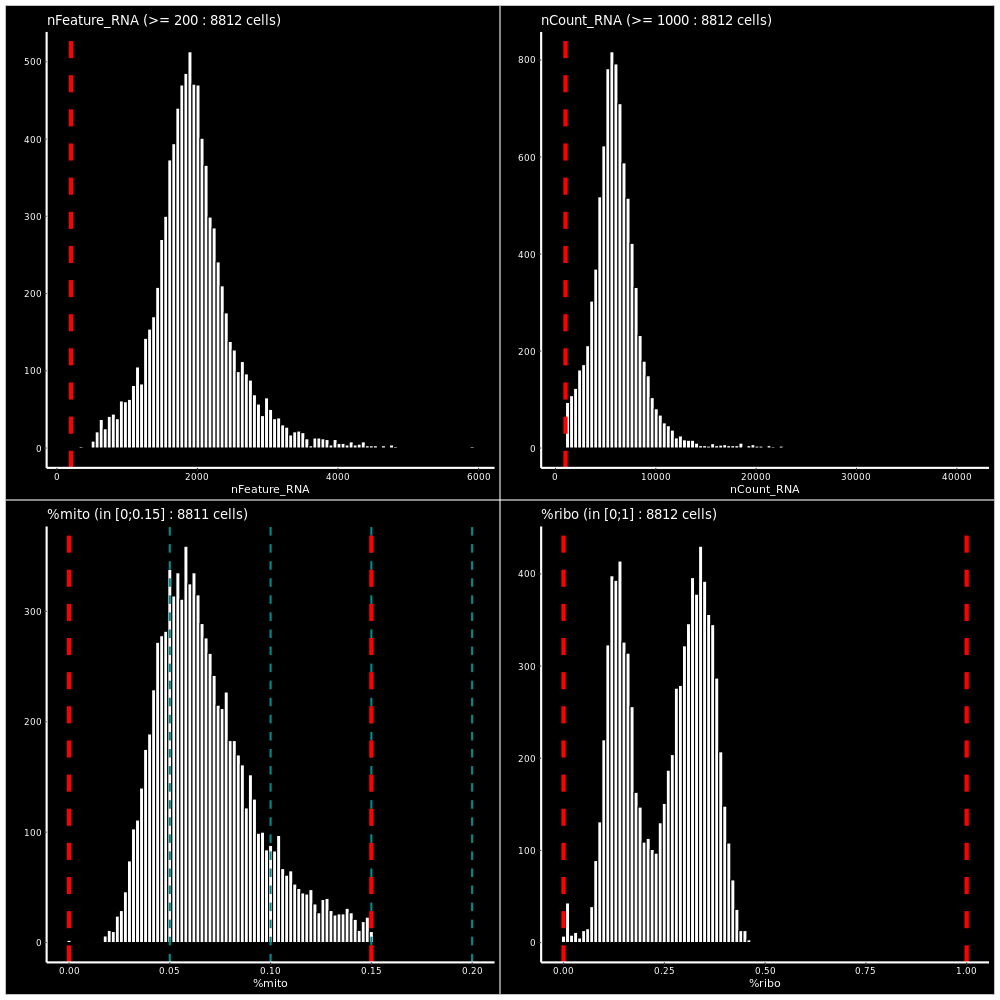 nFeature_RNA (>= 200 : 8812 cells)
500
400
300
200
100
0
0 2000 4000 6000
nFeature_RNA
nCount_RNA (>= 1000 : 8812 cells)
800
600
400
200
0
0 10000 20000 30000 40000
nCount_RNA
%mito (in [0;0.15] : 8811 cells)
300
200
100
0
0.00 0.05 0.10 0.15 0.20
%mito
%ribo (in [0;1] : 8812 cells)
400
300
200
100
0
0.00 0.25 0.50 0.75 1.00
%ribo